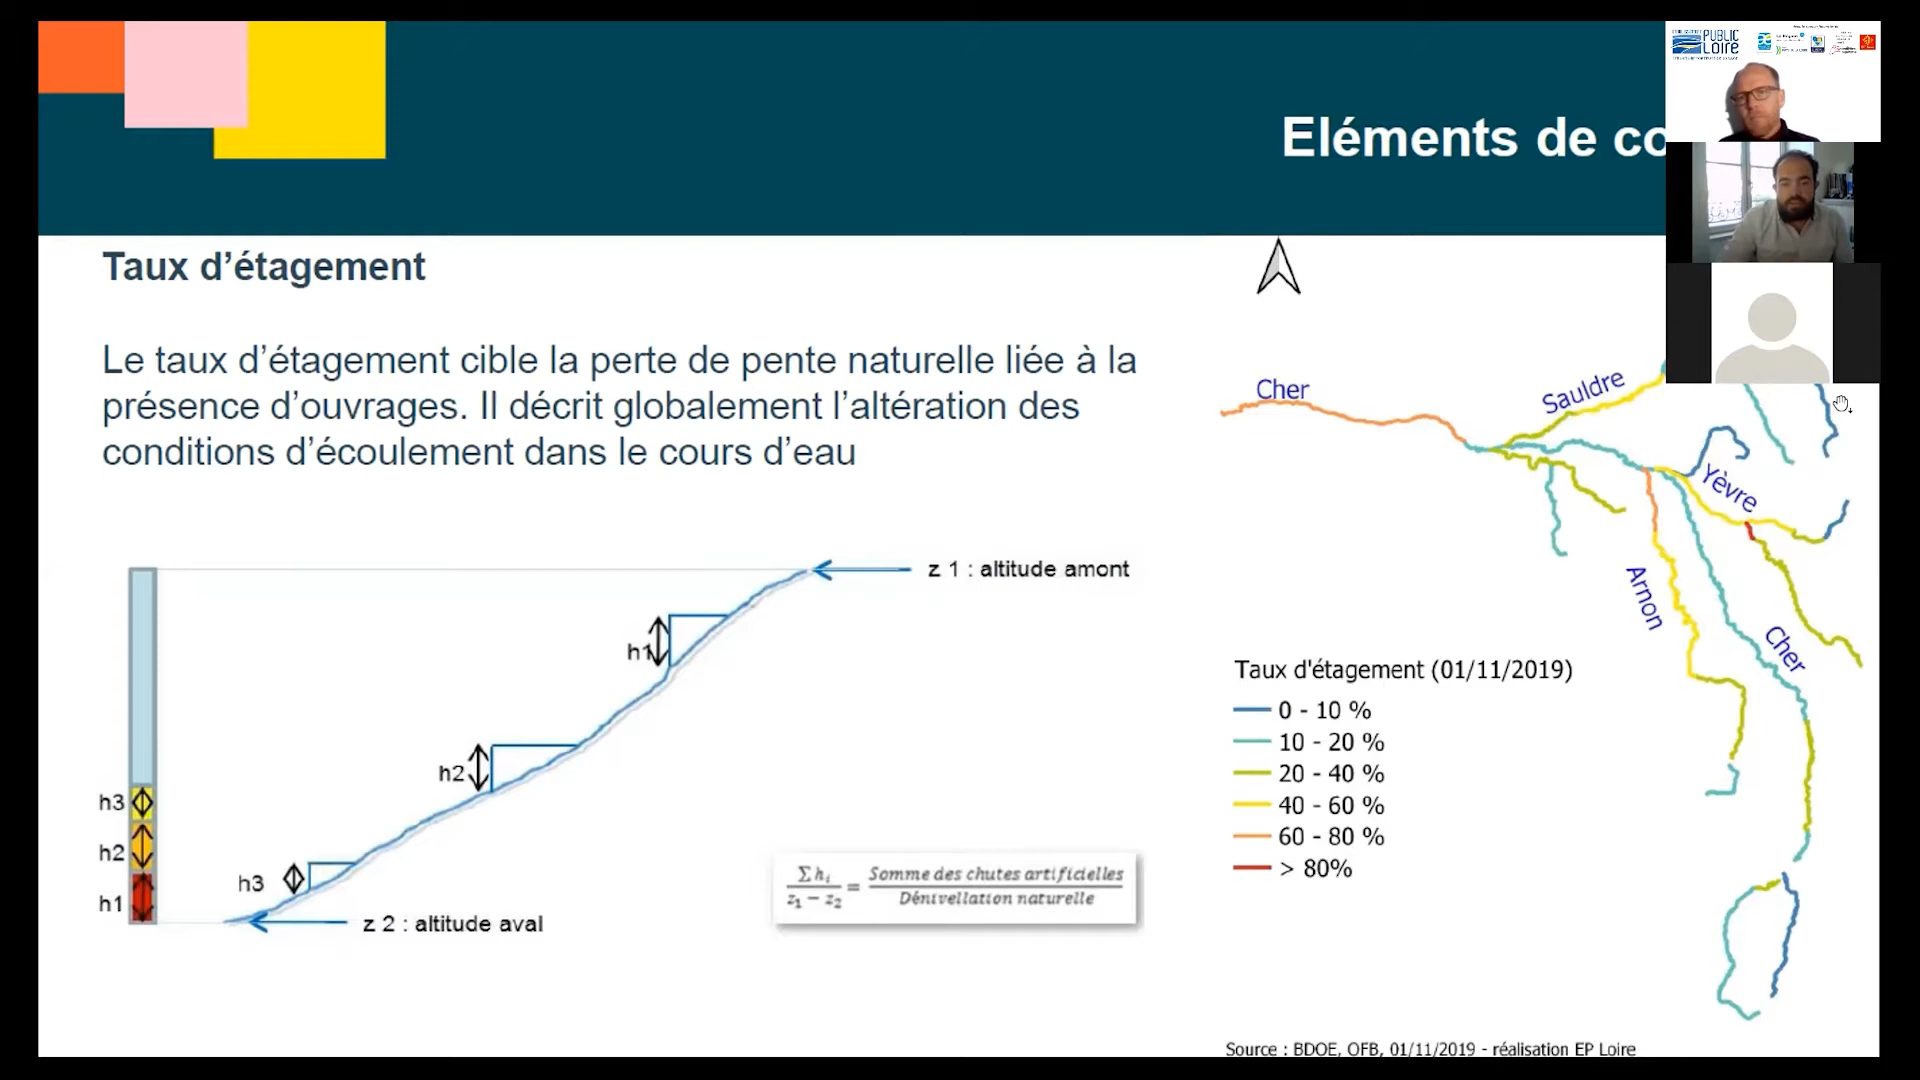 Eléments de co
PUBLIC
LOIRE
Taux d’étagement
Le taux d’étagement cible la perte de pente naturelle liée à la
présence d’ouvrages. Il décrit globalement l’altération des
conditions d’écoulement dans le cours d’eau
z 1 : altitude amont
h1
h2
h3
z 2 : altitude aval
h3
h2
h1
∑ hᵢ / z₁ − z₂ = Somme des chutes artificielles / Dénivellation naturelle
Cher
Sauldre
Yèvre
Arnon
Cher
Taux d'étagement (01/11/2019)
0 - 10 %
10 - 20 %
20 - 40 %
40 - 60 %
60 - 80 %
> 80%
Source : BDOE, OFB, 01/11/2019 - réalisation EP Loire